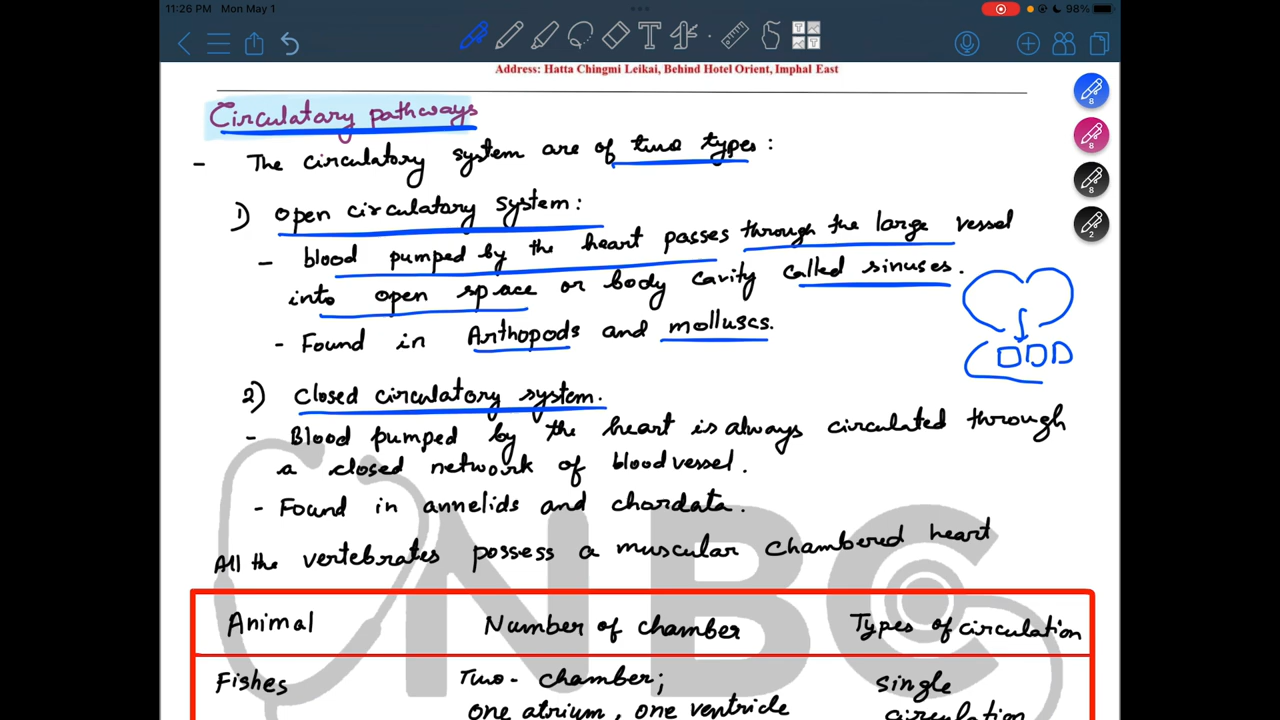 11:26 PM Mon May 1
98%
Address: Hatta Chingmi Leikai, Behind Hotel Orient, Imphal East
Circulatory pathways
- The circulatory system are of two types:
1) Open circulatory system:
- blood pumped by the heart passes through the large vessel
into open space or body cavity called sinuses.
- Found in Arthopods and molluscs.
2) Closed circulatory system.
- Blood pumped by the heart is always circulated through
a closed network of blood vessel.
- Found in annelids and chordata.
All the vertebrates possess a muscular chambered heart
NBC
Animal Number of chamber Types of circulation
Fishes Two-chamber; Single
one atrium, one ventricle circulation